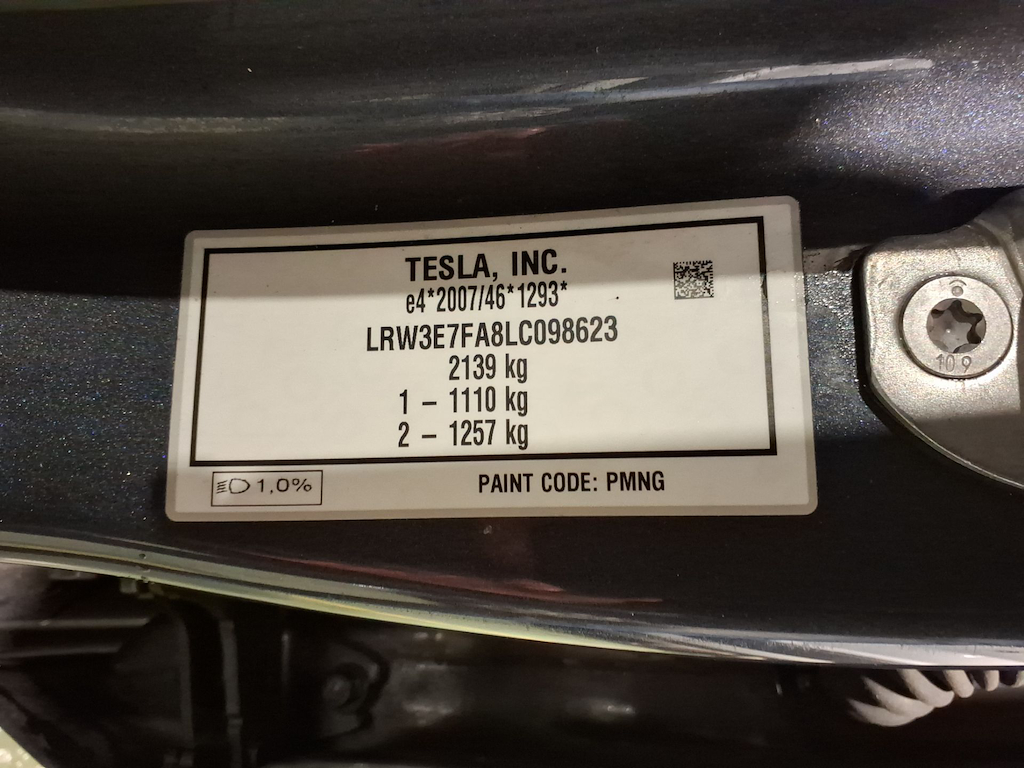 TESLA, INC.
e4*2007/46*1293*
LRW3E7FA8LC098623
2139 kg
1 – 1110 kg
2 – 1257 kg
1,0%
PAINT CODE: PMNG
10 9